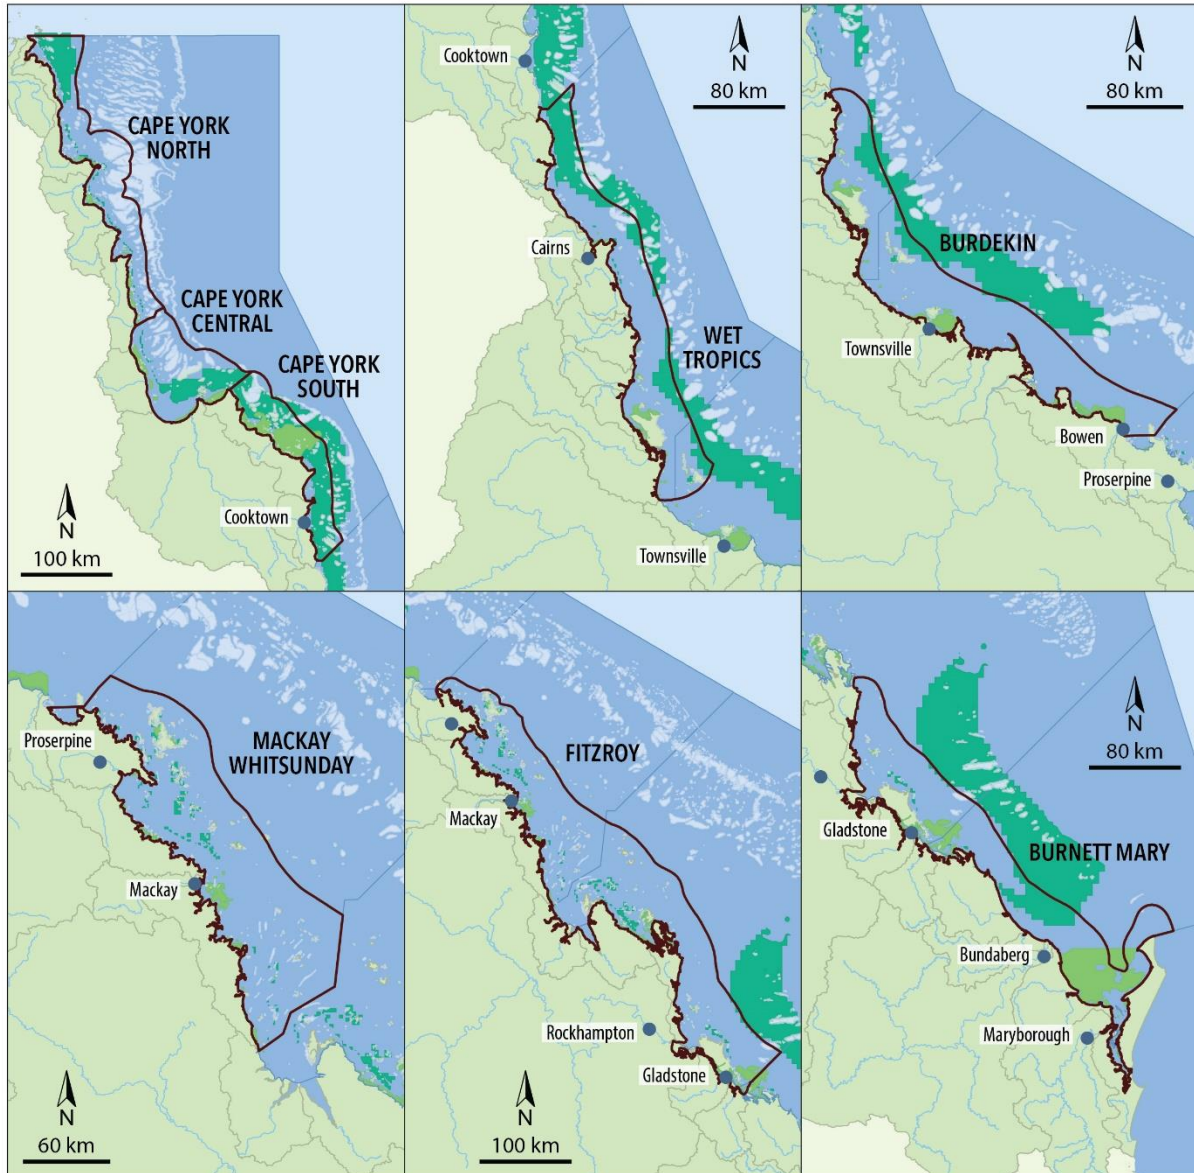 CAPE YORK
NORTH
CAPE YORK
CENTRAL
CAPE YORK
SOUTH
Cooktown
N
100 km
Cooktown
N
80 km
Cairns
WET
TROPICS
Townsville
N
80 km
BURDEKIN
Townsville
Bowen
Proserpine
Proserpine
MACKAY
WHITSUNDAY
Mackay
N
60 km
FITZROY
Mackay
Rockhampton
Gladstone
N
100 km
N
80 km
Gladstone
BURNETT MARY
Bundaberg
Maryborough